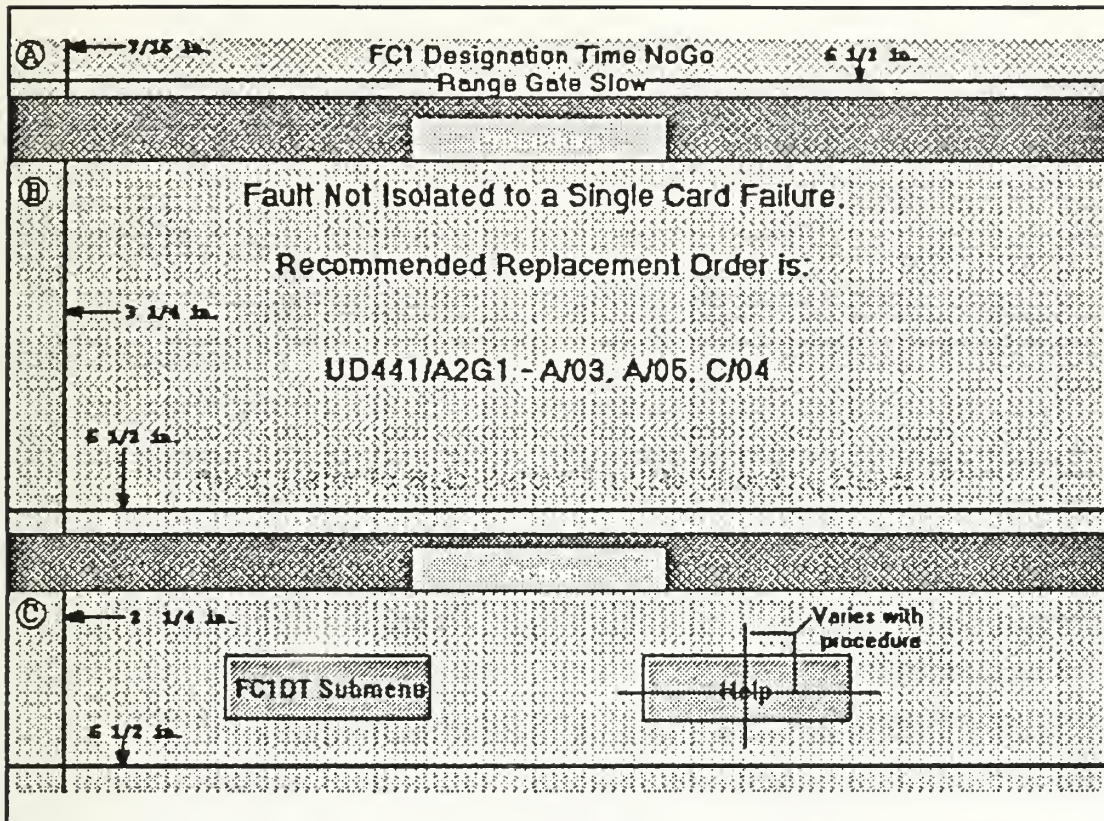 A
7/16 in.
FC1 Designation Time NoGo
6 1/2 in.
Range Gate Slow
B
Fault Not Isolated to a Single Card Failure.
Recommended Replacement Order is:
3 1/4 in.
UD441/A2G1 - A/03, A/05, C/04
6 1/2 in.
C
2 1/4 in.
Varies with
procedure
FC1DT Submenu
Help
6 1/2 in.